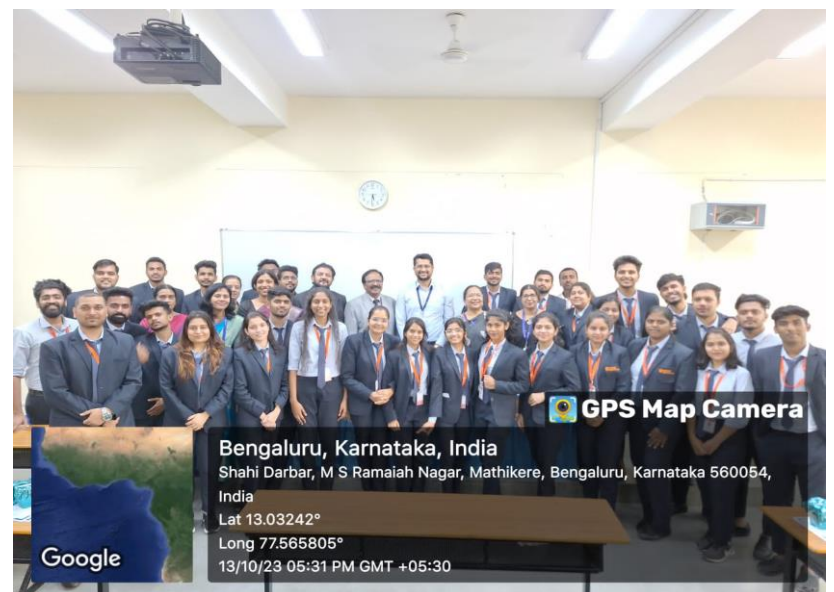 GPS Map Camera
Bengaluru, Karnataka, India
Shahi Darbar, M S Ramaiah Nagar, Mathikere, Bengaluru, Karnataka 560054,
India
Lat 13.03242°
Long 77.565805°
13/10/23 05:31 PM GMT +05:30
Google